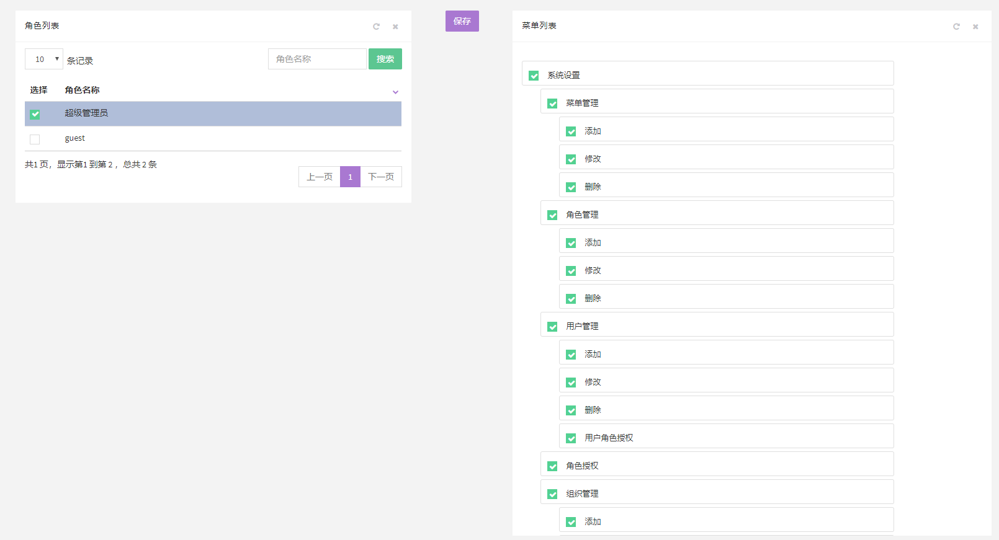 角色列表
10 条记录
角色名称 搜索
选择 角色名称
超级管理员
guest
共1 页，显示第1 到第 2 ，总共 2 条
上一页 1 下一页
保存
菜单列表
系统设置
菜单管理
添加
修改
删除
角色管理
添加
修改
删除
用户管理
添加
修改
删除
用户角色授权
角色授权
组织管理
添加